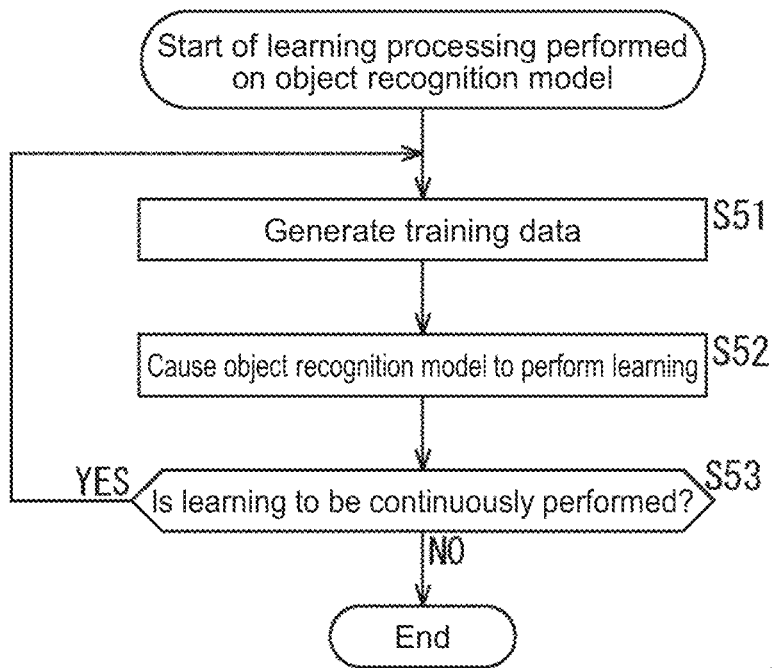 Start of learning processing performed
on object recognition model
S51
Generate training data
S52
Cause object recognition model to perform learning
S53
YES
Is learning to be continuously performed?
NO
End